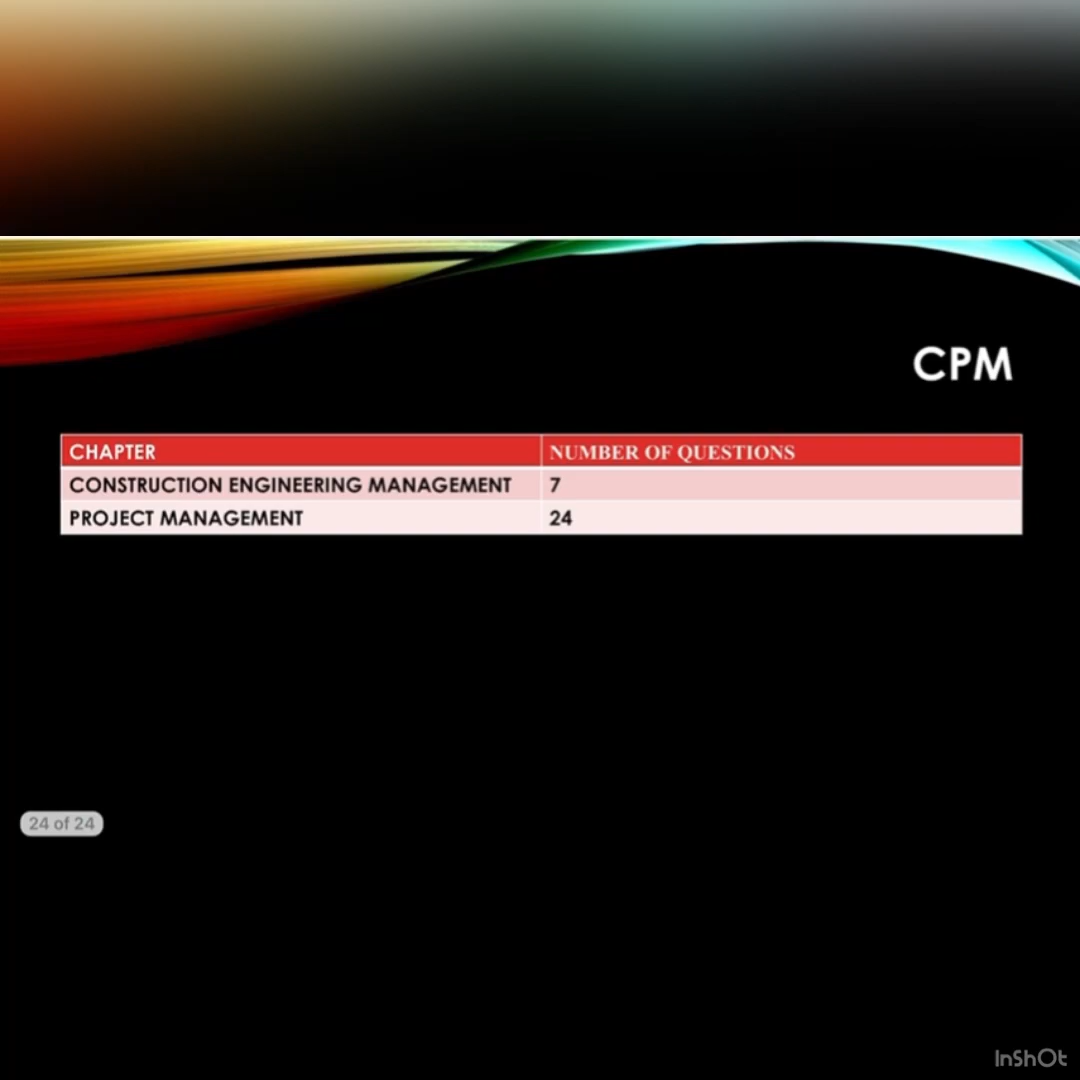 CPM
CHAPTER NUMBER OF QUESTIONS
CONSTRUCTION ENGINEERING MANAGEMENT 7
PROJECT MANAGEMENT 24
24 of 24
InShOt